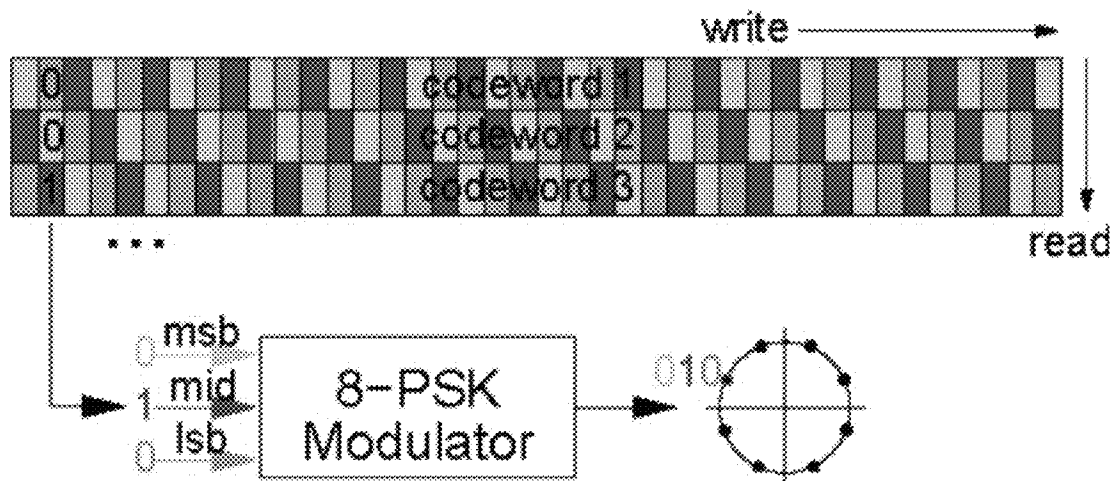 write
0 codeword 1
0 codeword 2
1 codeword 3
...
read
0 msb
1 mid
0 lsb
8-PSK
Modulator
010